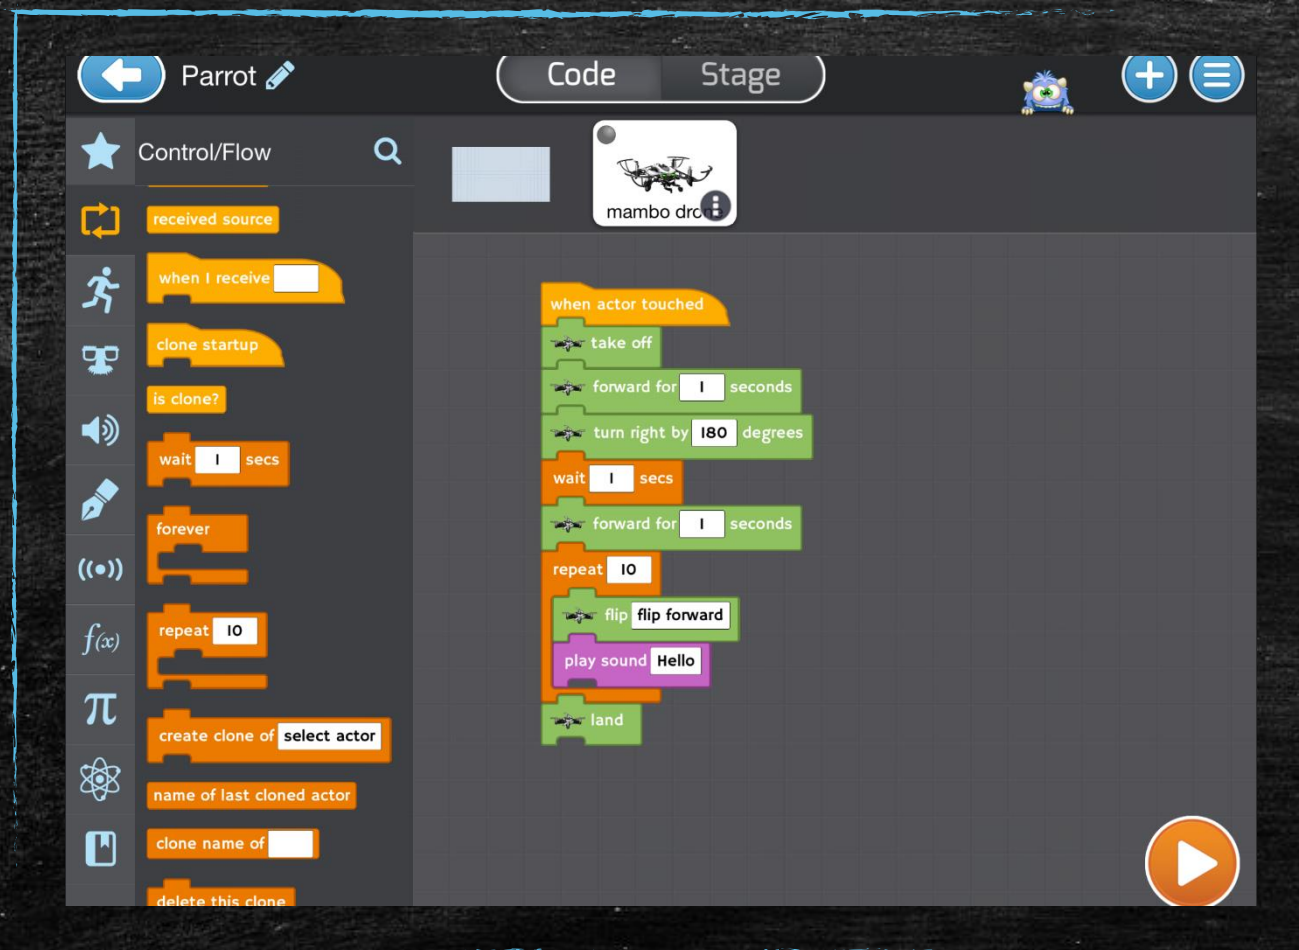 Parrot
Code
Stage
Control/Flow
mambo drone
received source
when I receive
clone startup
is clone?
wait 1 secs
forever
repeat 10
create clone of select actor
name of last cloned actor
clone name of
delete this clone
when actor touched
take off
forward for 1 seconds
turn right by 180 degrees
wait 1 secs
forward for 1 seconds
repeat 10
flip flip forward
play sound Hello
land
f(x)
π